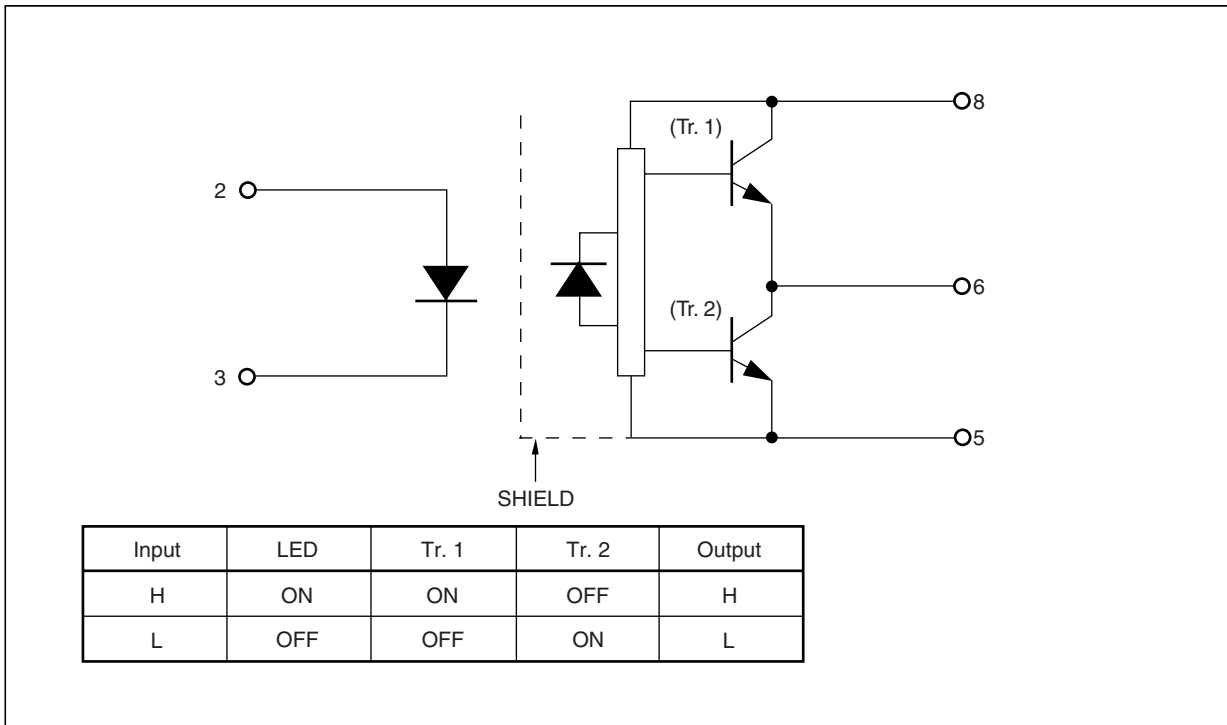 8
(Tr. 1)
2
6
(Tr. 2)
3
5
SHIELD
Input LED Tr. 1 Tr. 2 Output
H ON ON OFF H
L OFF OFF ON L